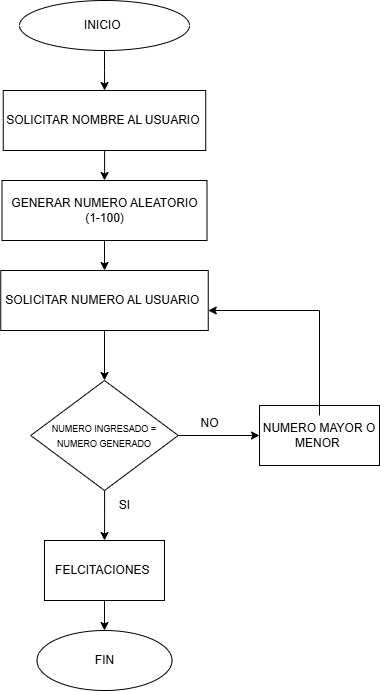 INICIO
SOLICITAR NOMBRE AL USUARIO
GENERAR NUMERO ALEATORIO
(1-100)
SOLICITAR NUMERO AL USUARIO
NUMERO INGRESADO =
NUMERO GENERADO
NO
NUMERO MAYOR O
MENOR
SI
FELCITACIONES
FIN